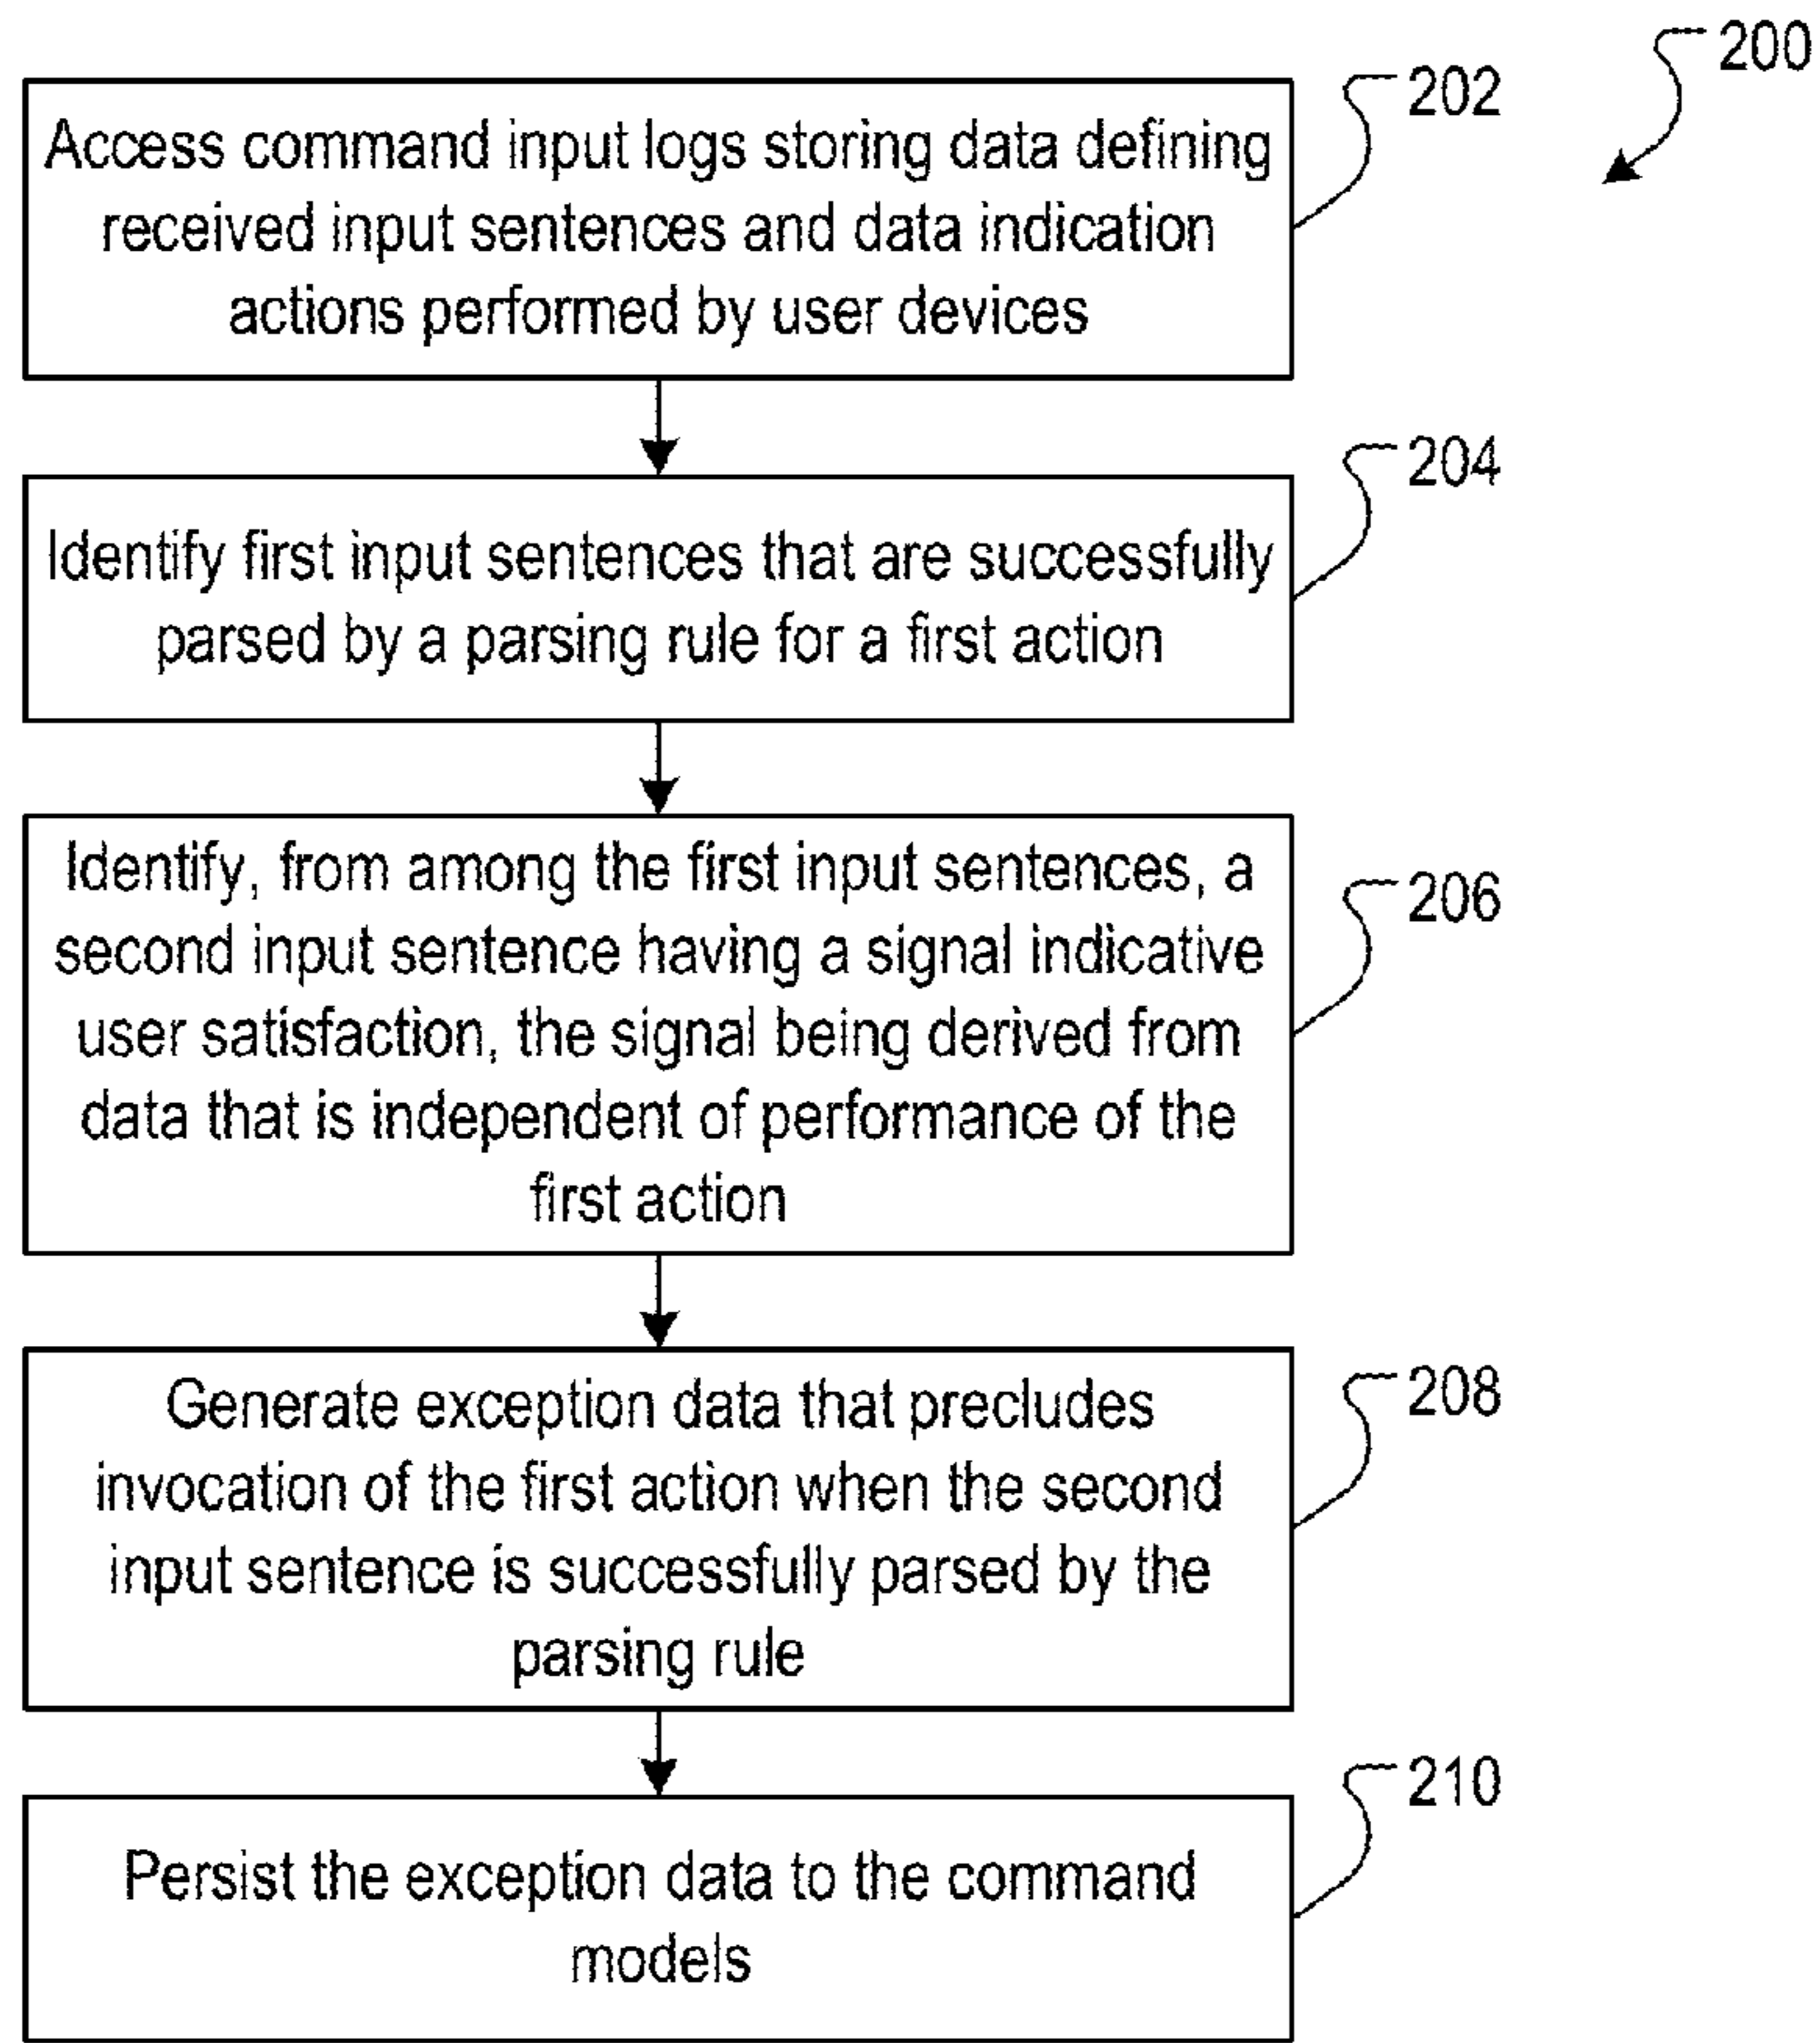 200
202
Access command input logs storing data defining
received input sentences and data indication
actions performed by user devices
204
Identify first input sentences that are successfully
parsed by a parsing rule for a first action
206
Identify, from among the first input sentences, a
second input sentence having a signal indicative
user satisfaction, the signal being derived from
data that is independent of performance of the
first action
208
Generate exception data that precludes
invocation of the first action when the second
input sentence is successfully parsed by the
parsing rule
210
Persist the exception data to the command
models